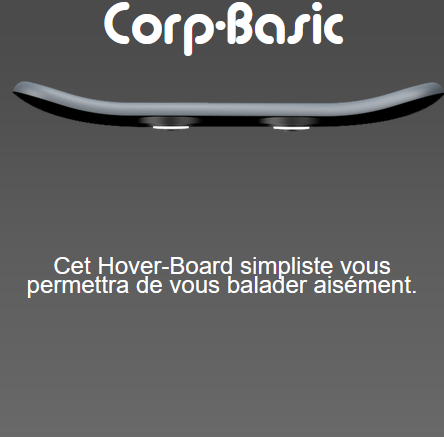 Corp•Basic
Cet Hover-Board simpliste vous
permettra de vous balader aisément.